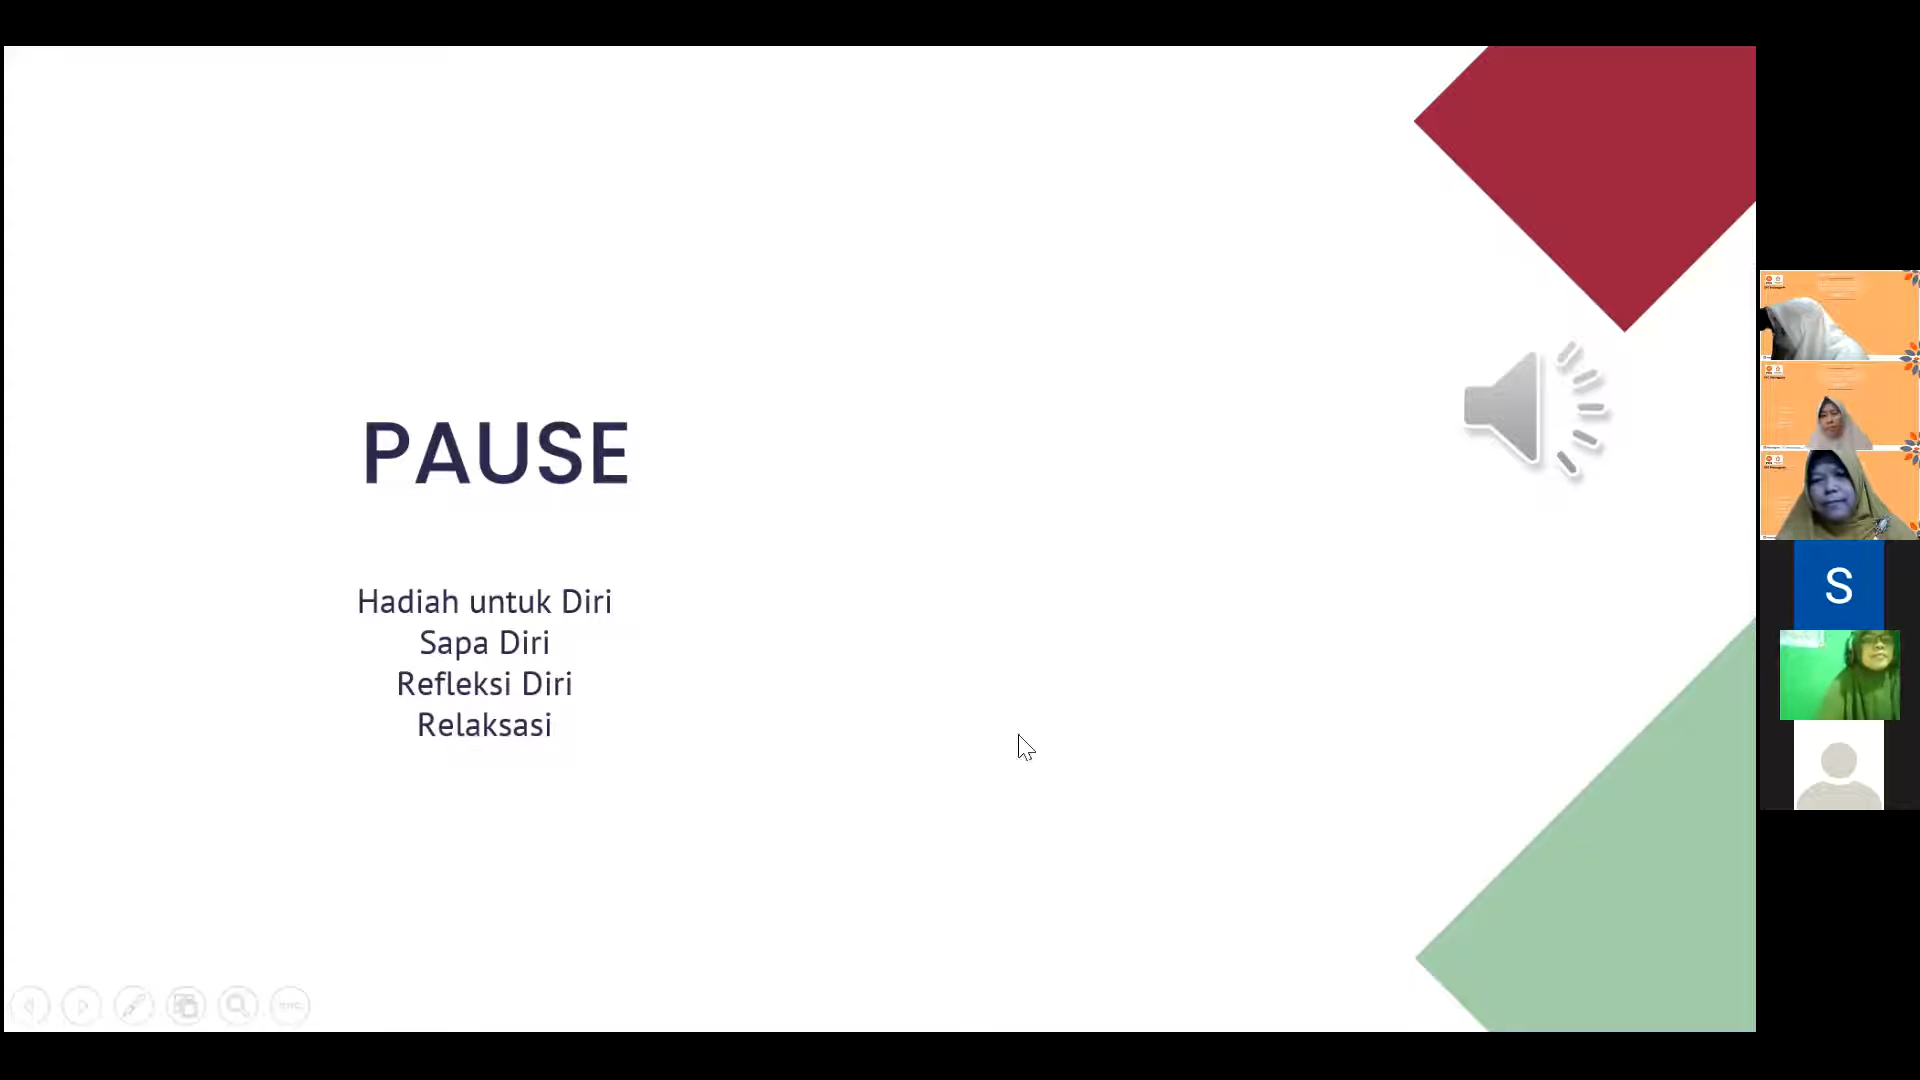 PAUSE
Hadiah untuk Diri
Sapa Diri
Refleksi Diri
Relaksasi
S